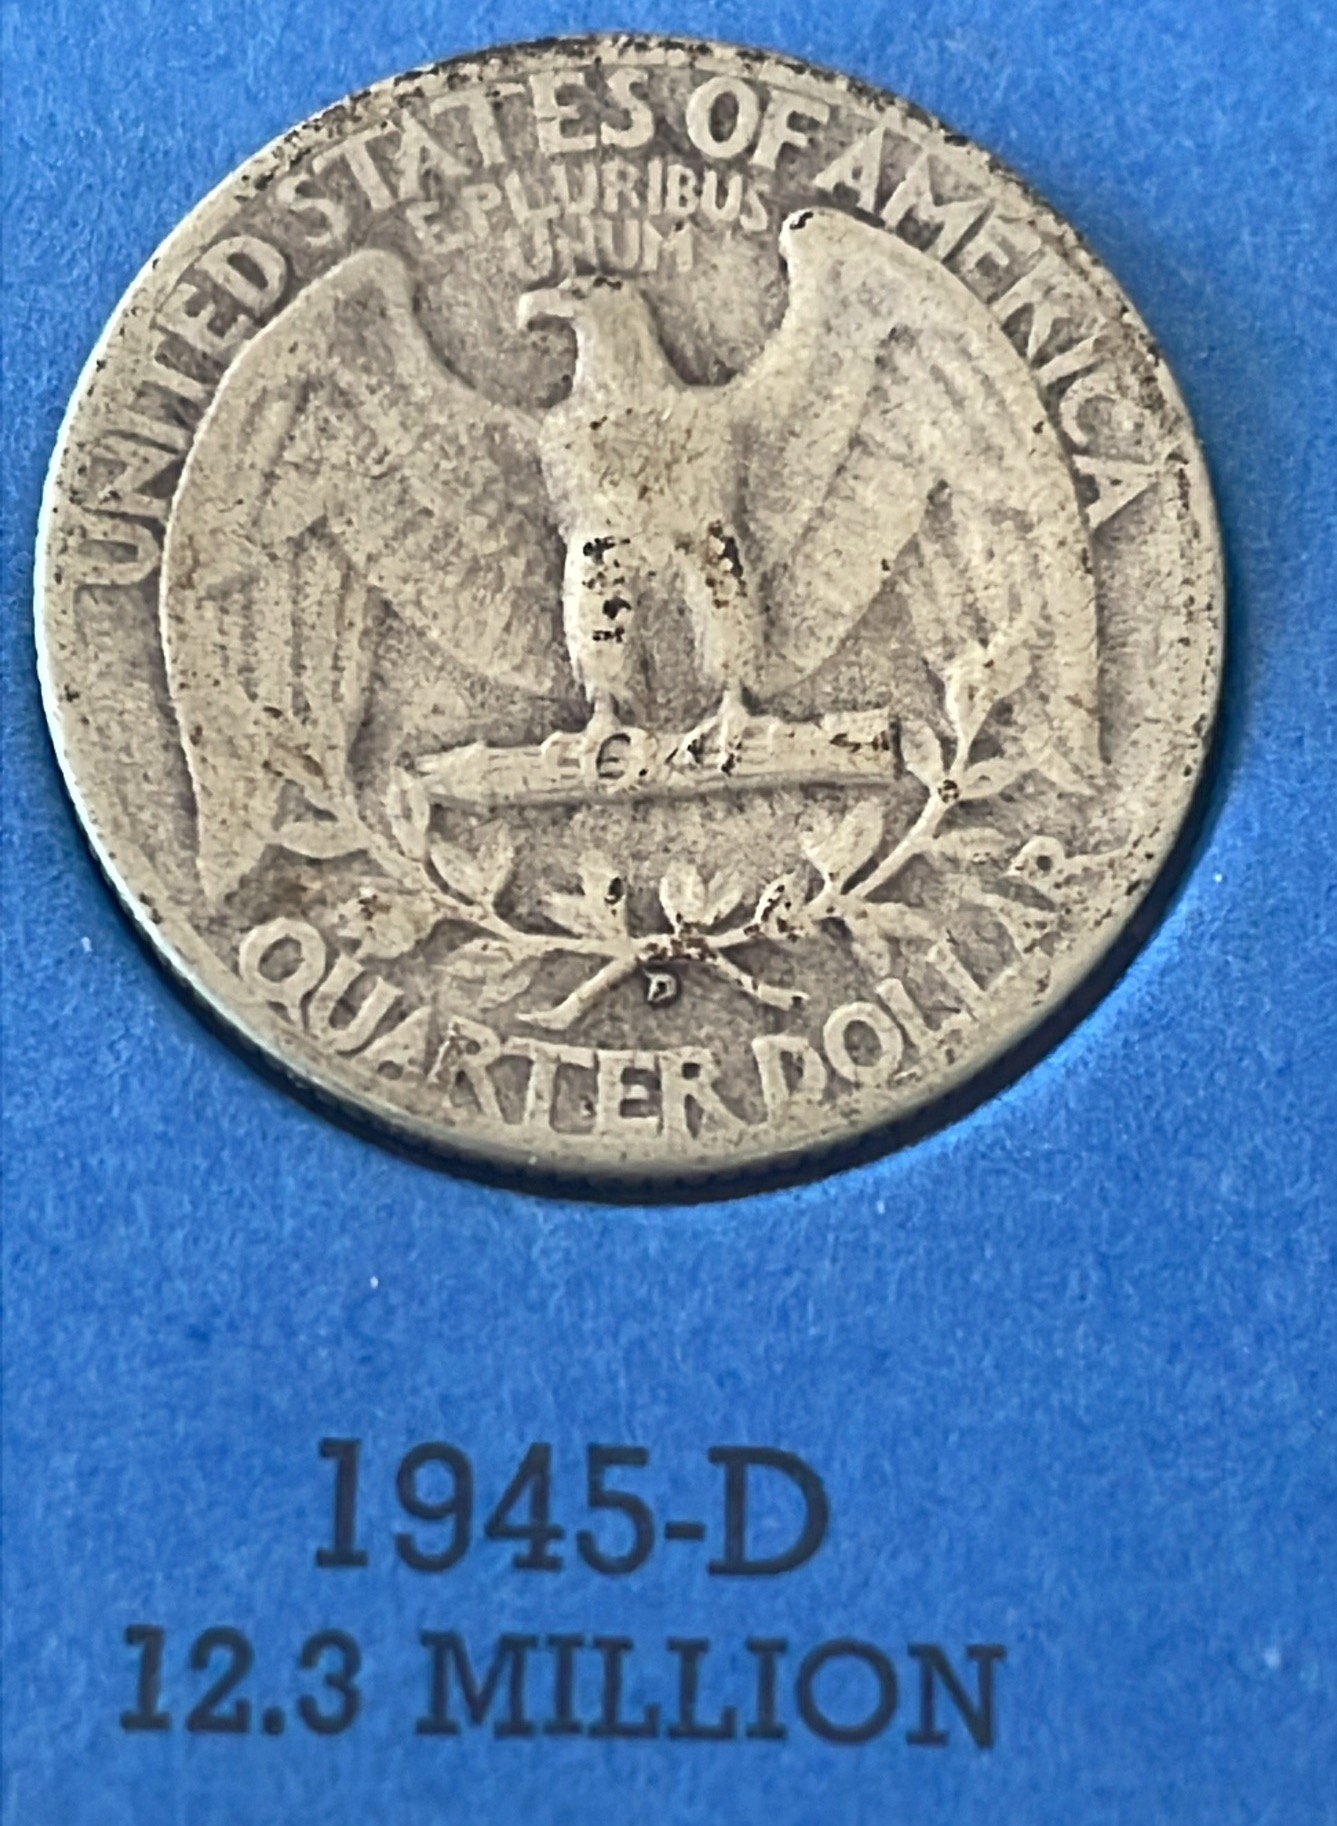 UNITED STATES OF AMERICA
E PLURIBUS
UNUM
D
QUARTER DOLLAR
1945-D
12.3 MILLION